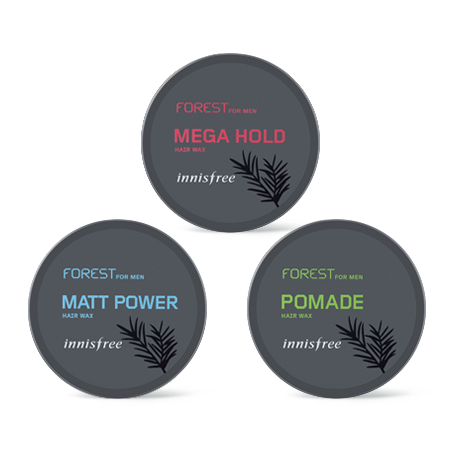 FOREST FOR MEN
MEGA HOLD
HAIR WAX
innisfree
FOREST FOR MEN
MATT POWER
HAIR WAX
innisfree
FOREST FOR MEN
POMADE
HAIR WAX
innisfree